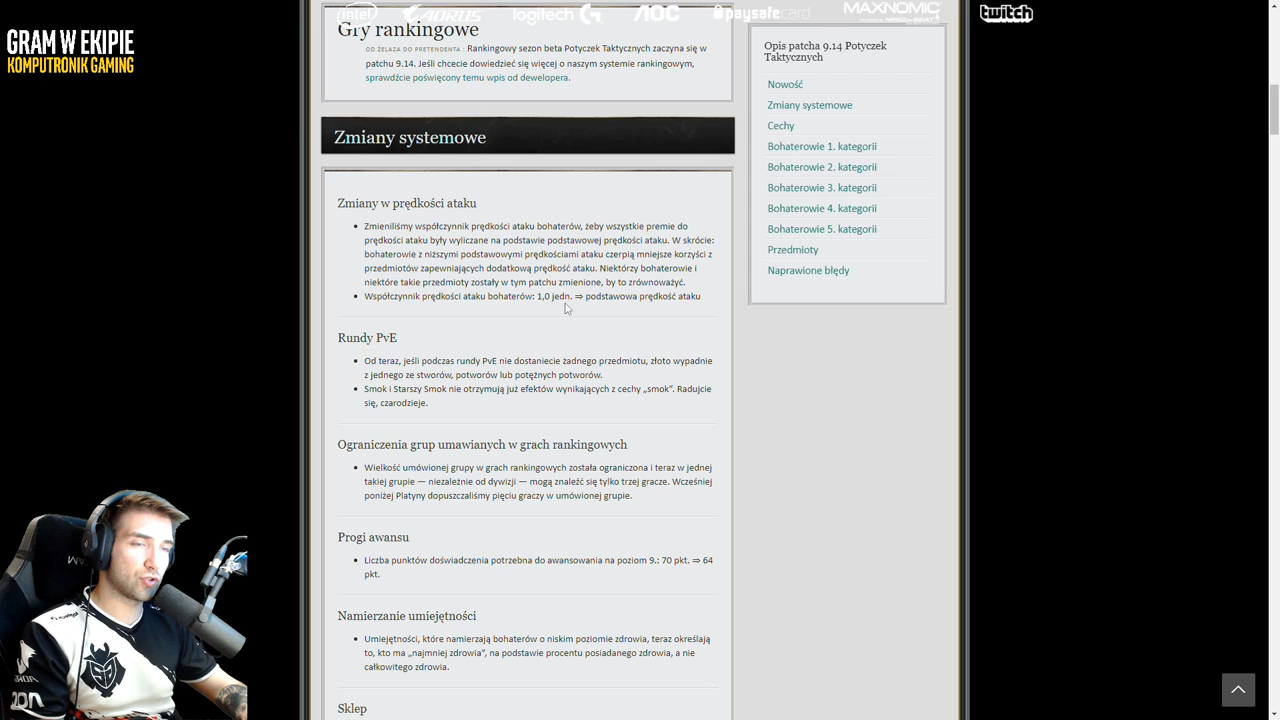 intel
AORUS
logitech G
AOC
paysafecard
MAXNOMIC
twitch
GRAM W EKIPIE
KOMPUTRONIK GAMING
Gry rankingowe
OD ŻELAZA DO PRETENDENTA : Rankingowy sezon beta Potyczek Taktycznych zaczyna się w
patchu 9.14. Jeśli chcecie dowiedzieć się więcej o naszym systemie rankingowym,
sprawdźcie poświęcony temu wpis od dewelopera.
Zmiany systemowe
Zmiany w prędkości ataku
• Zmieniliśmy współczynnik prędkości ataku bohaterów, żeby wszystkie premie do
prędkości ataku były wyliczane na podstawie podstawowej prędkości ataku. W skrócie:
bohaterowie z niższymi podstawowymi prędkościami ataku czerpią mniejsze korzyści z
przedmiotów zapewniających dodatkową prędkość ataku. Niektórzy bohaterowie i
niektóre takie przedmioty zostały w tym patchu zmienione, by to zrównoważyć.
• Współczynnik prędkości ataku bohaterów: 1,0 jedn. ⇒ podstawowa prędkość ataku
Rundy PvE
• Od teraz, jeśli podczas rundy PvE nie dostaniecie żadnego przedmiotu, złoto wypadnie
z jednego ze stworów, potworów lub potężnych potworów.
• Smok i Starszy Smok nie otrzymują już efektów wynikających z cechy „smok”. Radujcie
się, czarodzieje.
Ograniczenia grup umawianych w grach rankingowych
• Wielkość umówionej grupy w grach rankingowych została ograniczona i teraz w jednej
takiej grupie — niezależnie od dywizji — mogą znaleźć się tylko trzej gracze. Wcześniej
poniżej Platyny dopuszczaliśmy pięciu graczy w umówionej grupie.
Progi awansu
• Liczba punktów doświadczenia potrzebna do awansowania na poziom 9.: 70 pkt. ⇒ 64
pkt.
Namierzanie umiejętności
• Umiejętności, które namierzają bohaterów o niskim poziomie zdrowia, teraz określają
to, kto ma „najmniej zdrowia”, na podstawie procentu posiadanego zdrowia, a nie
całkowitego zdrowia.
Sklep
Opis patcha 9.14 Potyczek
Taktycznych
Nowość
Zmiany systemowe
Cechy
Bohaterowie 1. kategorii
Bohaterowie 2. kategorii
Bohaterowie 3. kategorii
Bohaterowie 4. kategorii
Bohaterowie 5. kategorii
Przedmioty
Naprawione błędy